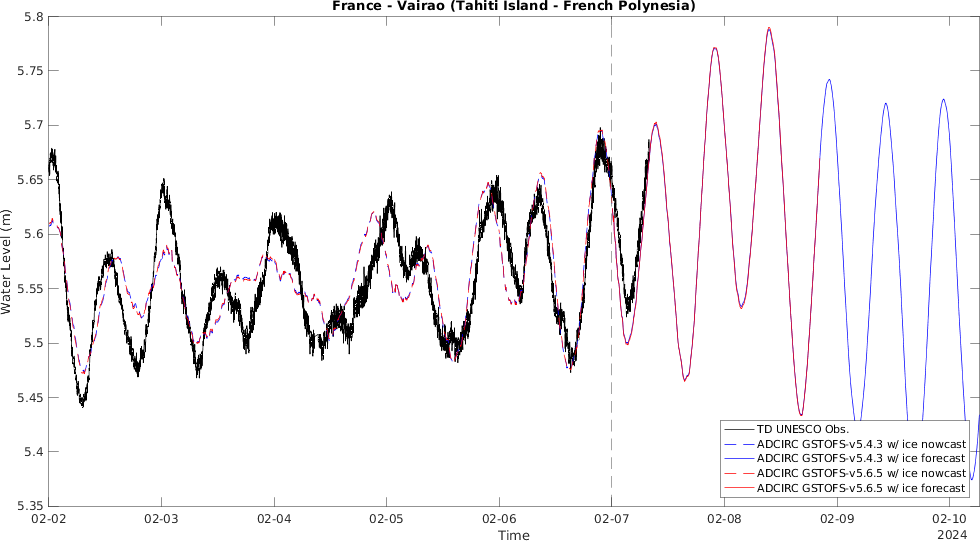 France - Vairao (Tahiti Island - French Polynesia)
5.8
5.75
5.7
5.65
5.6
5.55
5.5
5.45
5.4
5.35
Water Level (m)
TD UNESCO Obs.
ADCIRC GSTOFS-v5.4.3 w/ ice nowcast
ADCIRC GSTOFS-v5.4.3 w/ ice forecast
ADCIRC GSTOFS-v5.6.5 w/ ice nowcast
ADCIRC GSTOFS-v5.6.5 w/ ice forecast
02-02 02-03 02-04 02-05 02-06 02-07 02-08 02-09 02-10
Time
2024